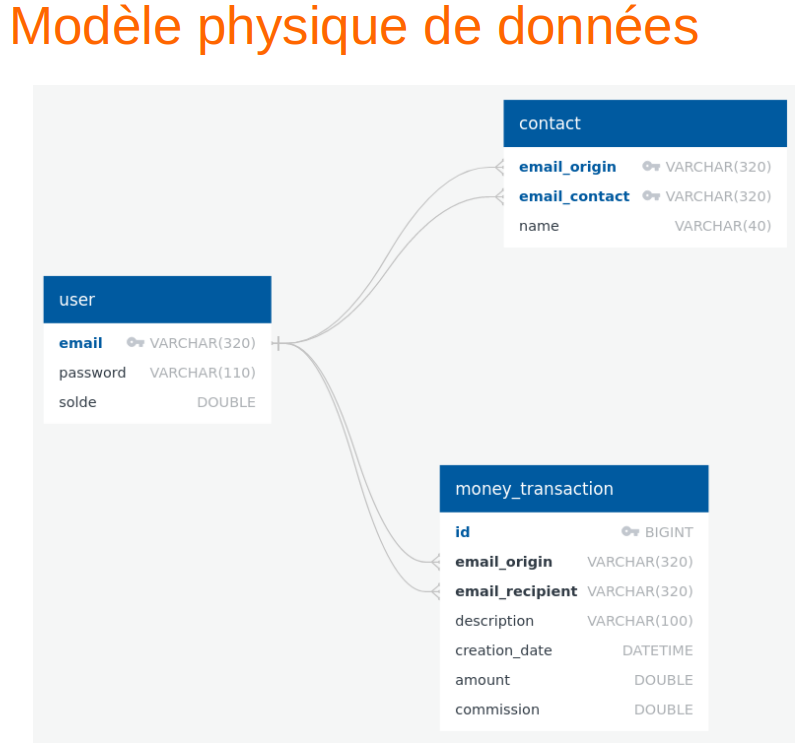 Modèle physique de données
contact
email_origin VARCHAR(320)
email_contact VARCHAR(320)
name VARCHAR(40)
user
email VARCHAR(320)
password VARCHAR(110)
solde DOUBLE
money_transaction
id BIGINT
email_origin VARCHAR(320)
email_recipient VARCHAR(320)
description VARCHAR(100)
creation_date DATETIME
amount DOUBLE
commission DOUBLE